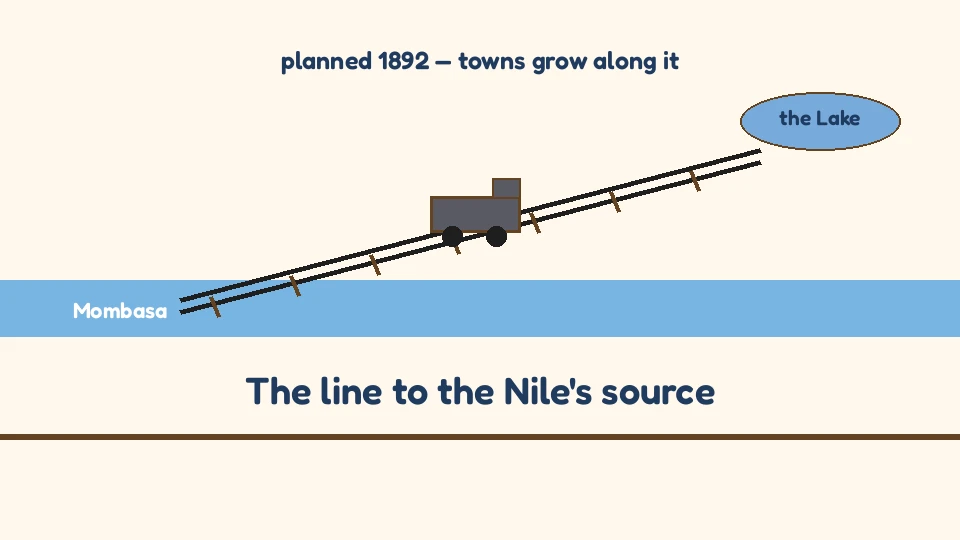 planned 1892 — towns grow along it
the Lake
Mombasa
The line to the Nile's source